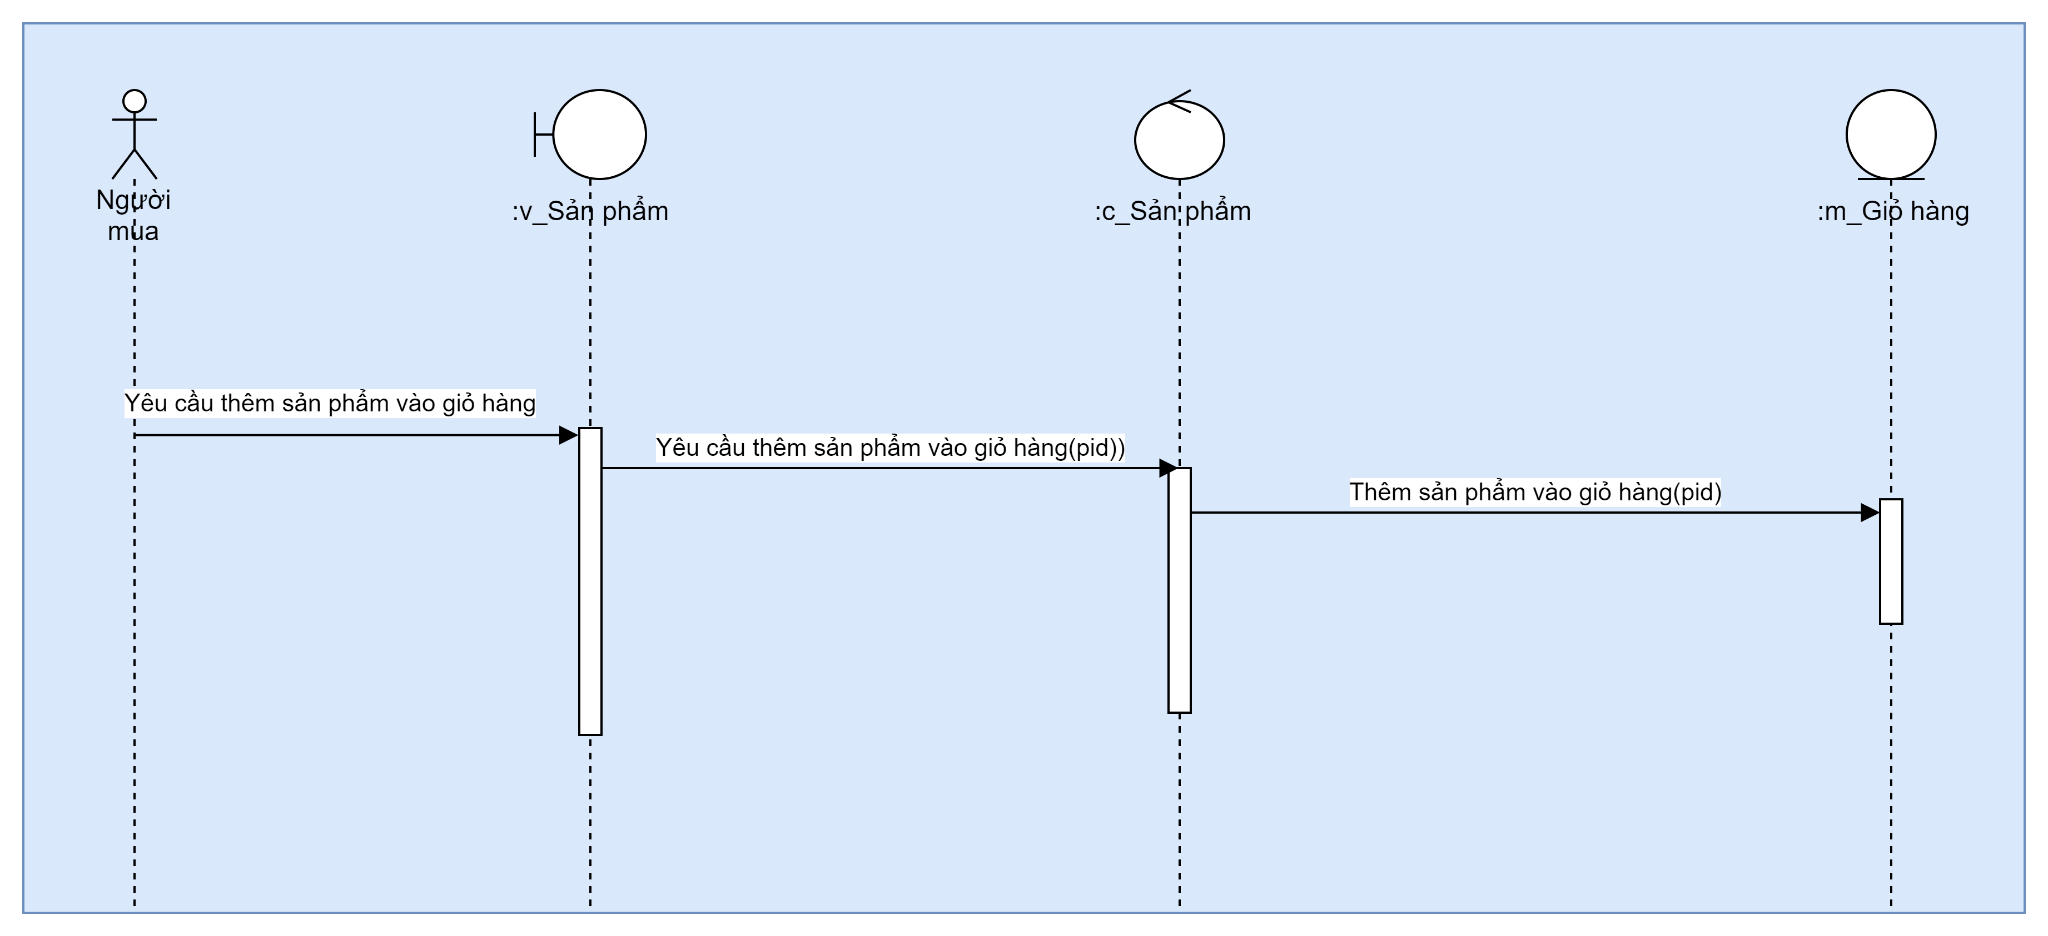 Người
mua
:v_Sản phẩm
:c_Sản phẩm
:m_Giỏ hàng
Yêu cầu thêm sản phẩm vào giỏ hàng
Yêu cầu thêm sản phẩm vào giỏ hàng(pid))
Thêm sản phẩm vào giỏ hàng(pid)